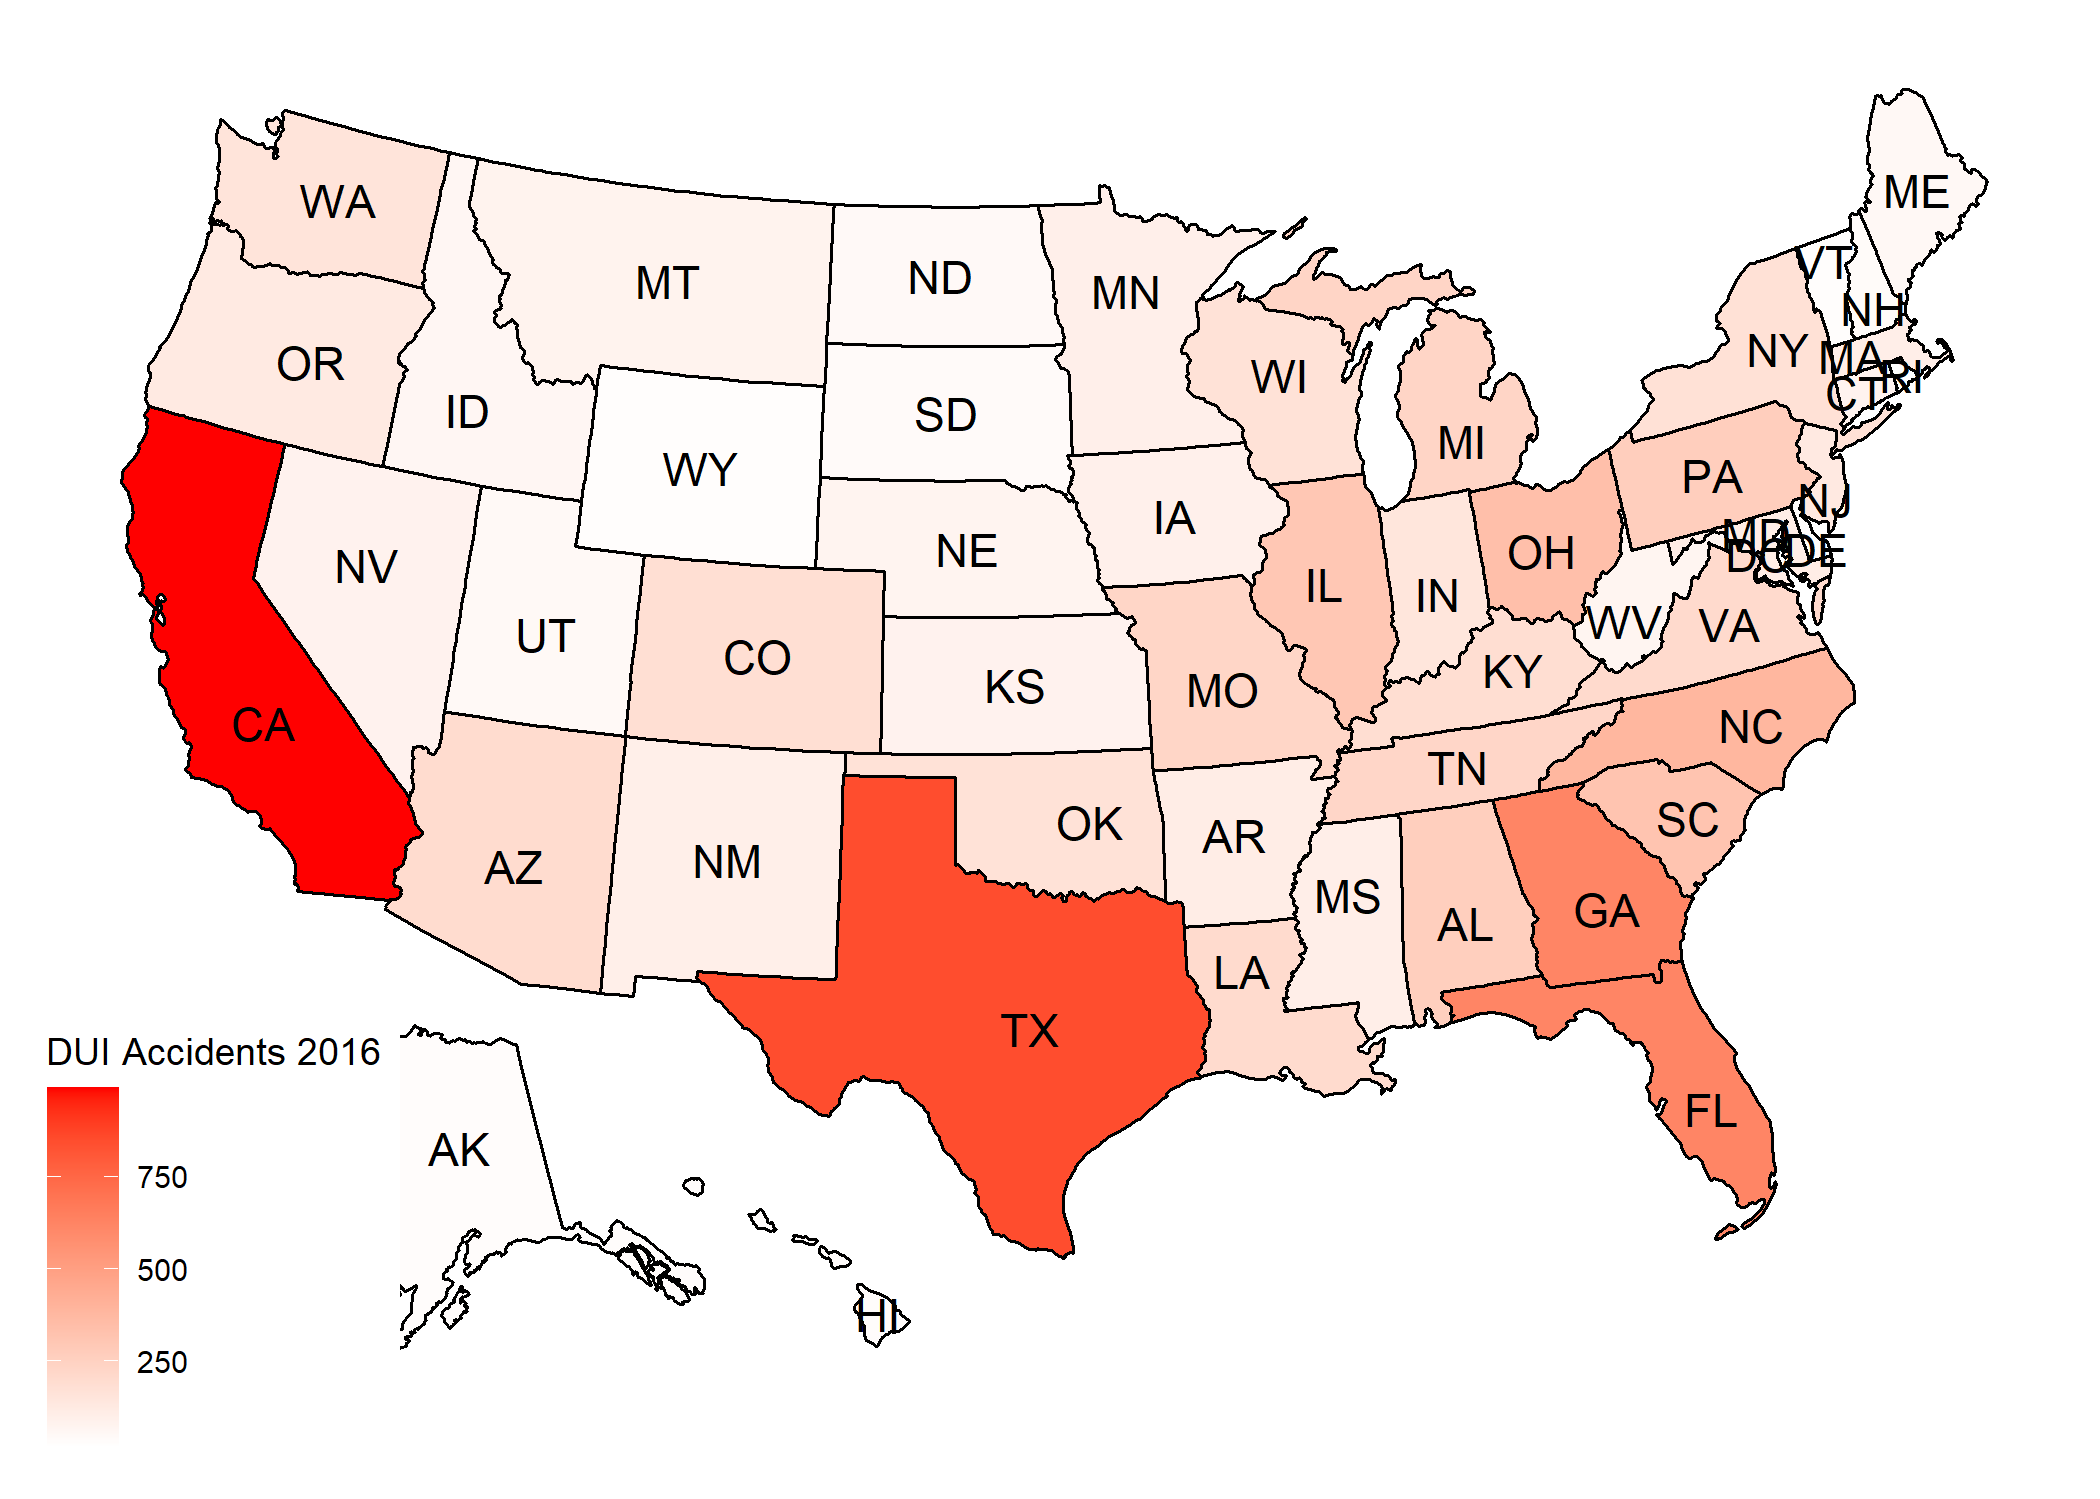 ME
WA
VT
ND
MT
MN
NH
NY
MA
OR
WI
RI
CT
ID
SD
MI
WY
PA
NJ
IA
MD
NE
OH
DC
DE
NV
IL
IN
WV
VA
UT
CO
KY
KS
MO
NC
TN
SC
OK
AR
NM
AZ
CA
MS
GA
AL
LA
TX
DUI Accidents 2016
FL
AK
750
500
HI
250